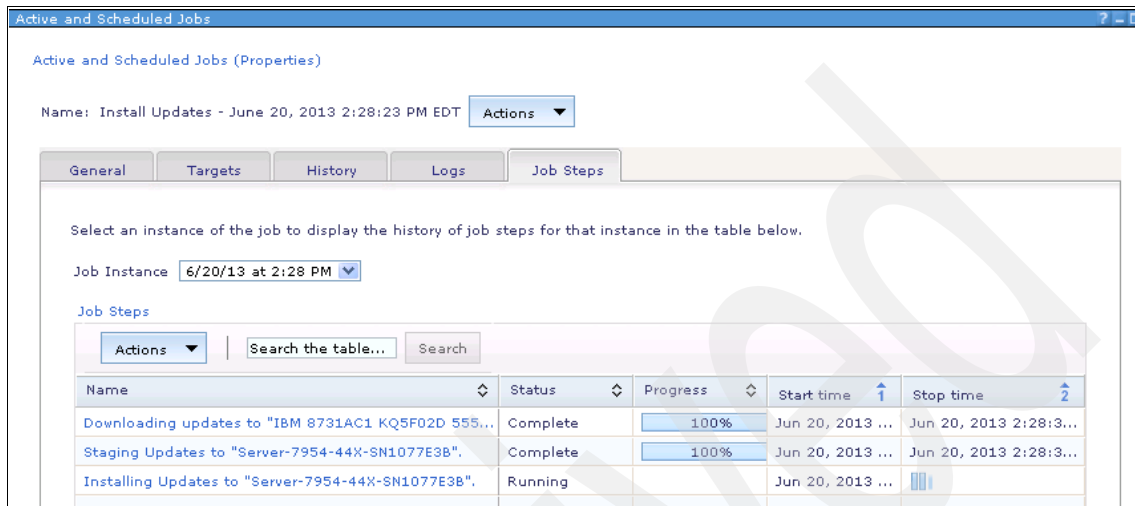 Active and Scheduled Jobs ? –
Active and Scheduled Jobs (Properties)
Name: Install Updates - June 20, 2013 2:28:23 PM EDT Actions
General Targets History Logs Job Steps
Select an instance of the job to display the history of job steps for that instance in the table below.
Job Instance 6/20/13 at 2:28 PM
Job Steps
Actions Search the table... Search
Name Status Progress Start time 1 Stop time 2
Downloading updates to "IBM 8731AC1 KQ5F02D 555... Complete 100% Jun 20, 2013 ... Jun 20, 2013 2:28:3...
Staging Updates to "Server-7954-44X-SN1077E3B". Complete 100% Jun 20, 2013 ... Jun 20, 2013 2:28:3...
Installing Updates to "Server-7954-44X-SN1077E3B". Running Jun 20, 2013 ...